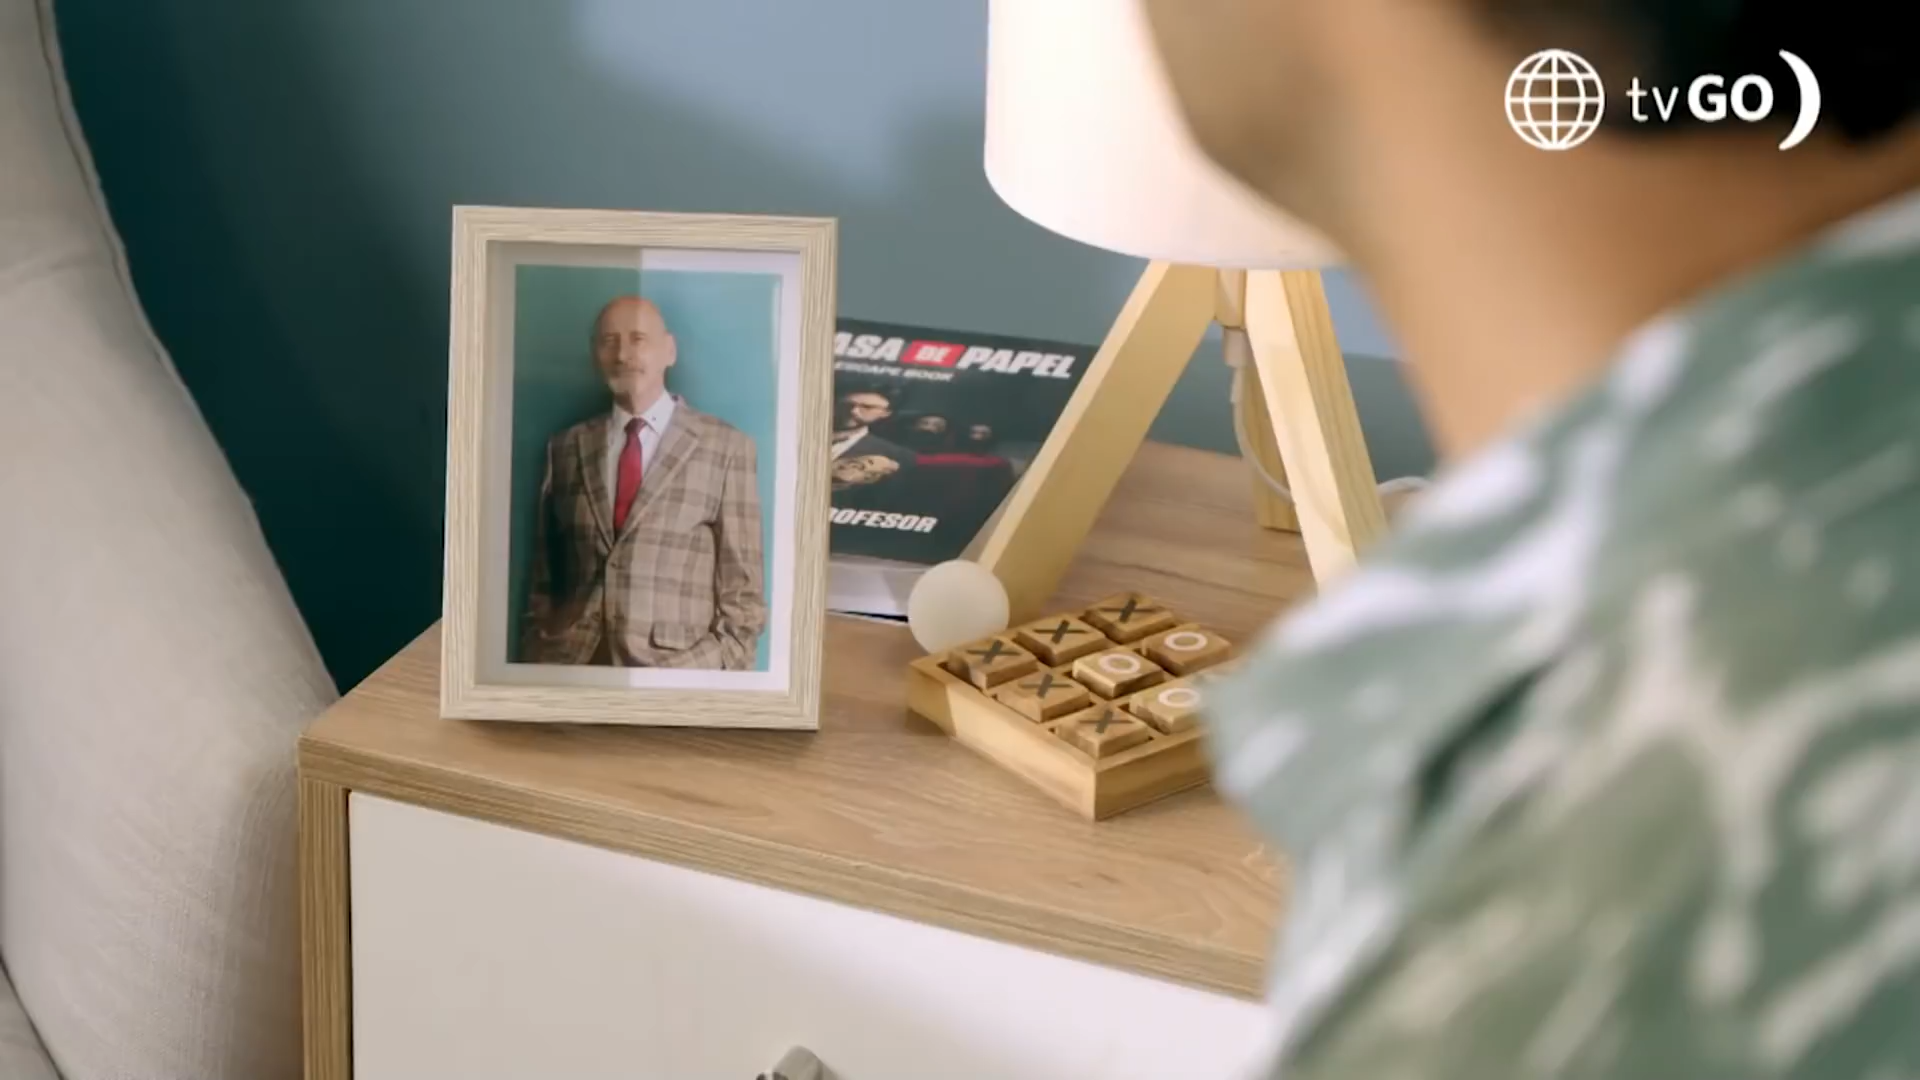 tvGO
ASA DE PAPEL
ESCAPE BOOK
ROFESOR
X
X O
X O
X O
X